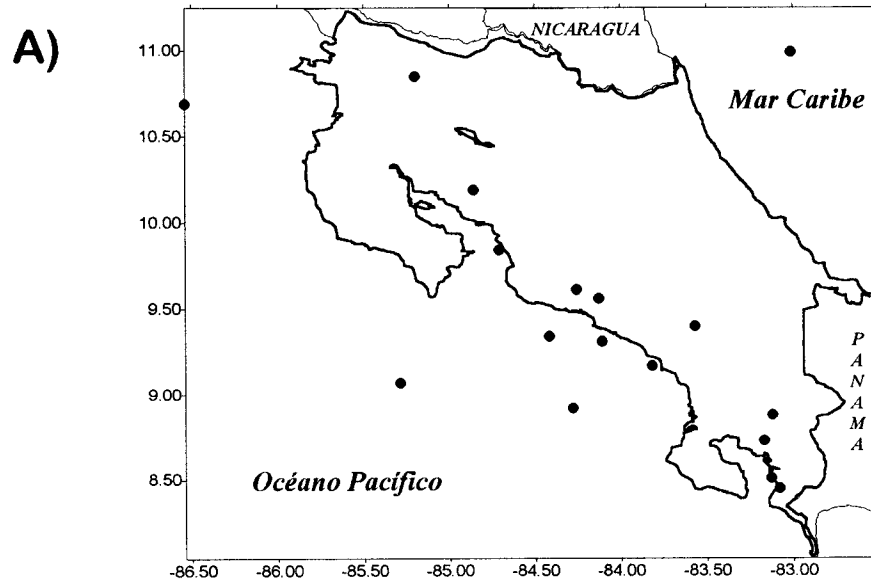 A)
NICARAGUA
Mar Caribe
Océano Pacífico
P
A
N
A
M
A
11.00
10.50
10.00
9.50
9.00
8.50
-86.50 -86.00 -85.50 -85.00 -84.50 -84.00 -83.50 -83.00